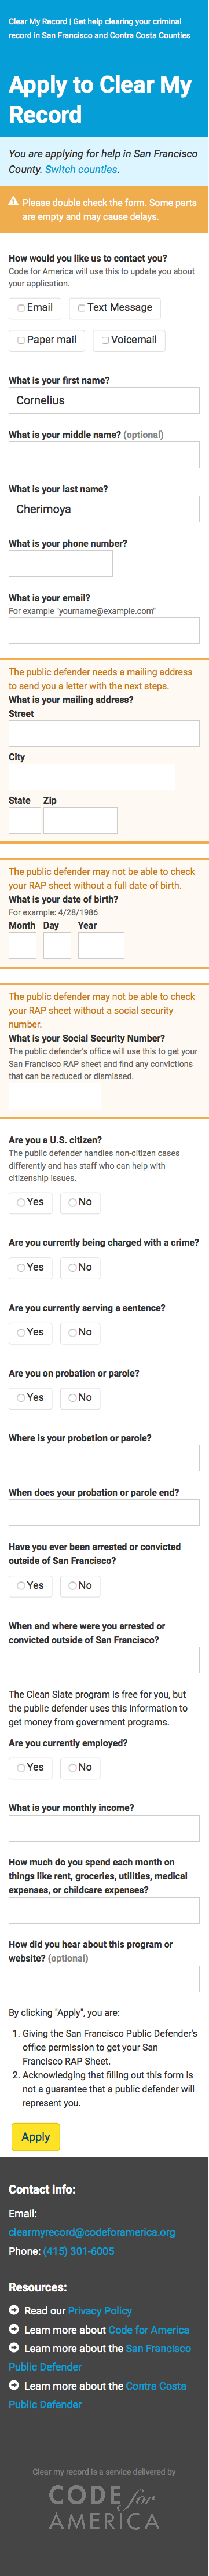 Clear My Record | Get help clearing your criminal
record in San Francisco and Contra Costa Counties
Apply to Clear My
Record
You are applying for help in San Francisco
County. Switch counties.
Please double check the form. Some parts
are empty and may cause delays.
How would you like us to contact you?
Code for America will use this to update you about
your application.
Email
Text Message
Paper mail
Voicemail
What is your first name?
Cornelius
What is your middle name? (optional)
What is your last name?
Cherimoya
What is your phone number?
What is your email?
For example "yourname@example.com"
The public defender needs a mailing address
to send you a letter with the next steps.
What is your mailing address?
Street
City
State Zip
The public defender may not be able to check
your RAP sheet without a full date of birth.
What is your date of birth?
For example: 4/28/1986
Month Day Year
The public defender may not be able to check
your RAP sheet without a social security
number.
What is your Social Security Number?
The public defender's office will use this to get your
San Francisco RAP sheet and find any convictions
that can be reduced or dismissed.
Are you a U.S. citizen?
The public defender handles non-citizen cases
differently and has staff who can help with
citizenship issues.
Yes No
Are you currently being charged with a crime?
Yes No
Are you currently serving a sentence?
Yes No
Are you on probation or parole?
Yes No
Where is your probation or parole?
When does your probation or parole end?
Have you ever been arrested or convicted
outside of San Francisco?
Yes No
When and where were you arrested or
convicted outside of San Francisco?
The Clean Slate program is free for you, but
the public defender uses this information to
get money from government programs.
Are you currently employed?
Yes No
What is your monthly income?
How much do you spend each month on
things like rent, groceries, utilities, medical
expenses, or childcare expenses?
How did you hear about this program or
website? (optional)
By clicking "Apply", you are:
1. Giving the San Francisco Public Defender's
office permission to get your San
Francisco RAP Sheet.
2. Acknowledging that filling out this form is
not a guarantee that a public defender will
represent you.
Apply
Contact info:
Email:
clearmyrecord@codeforamerica.org
Phone: (415) 301-6005
Resources:
Read our Privacy Policy
Learn more about Code for America
Learn more about the San Francisco
Public Defender
Learn more about the Contra Costa
Public Defender
Clear my record is a service delivered by
CODE for
AMERICA